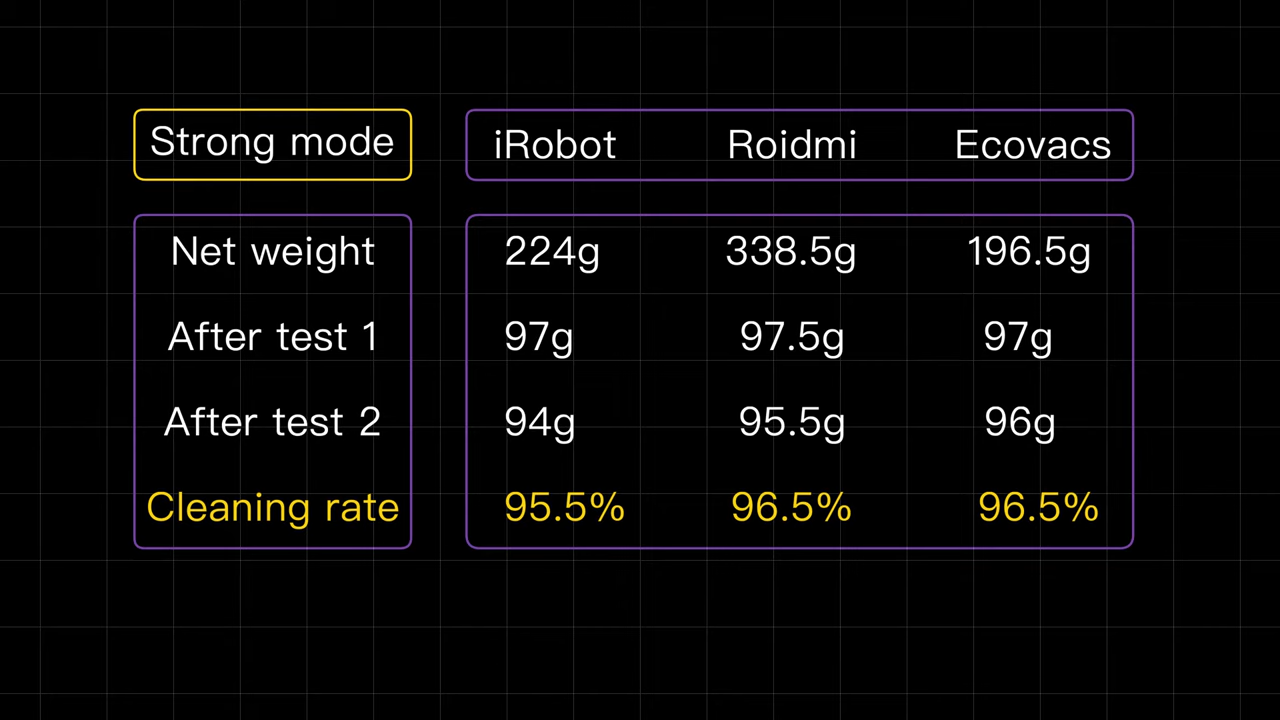 Strong mode iRobot Roidmi Ecovacs
Net weight 224g 338.5g 196.5g
After test 1 97g 97.5g 97g
After test 2 94g 95.5g 96g
Cleaning rate 95.5% 96.5% 96.5%